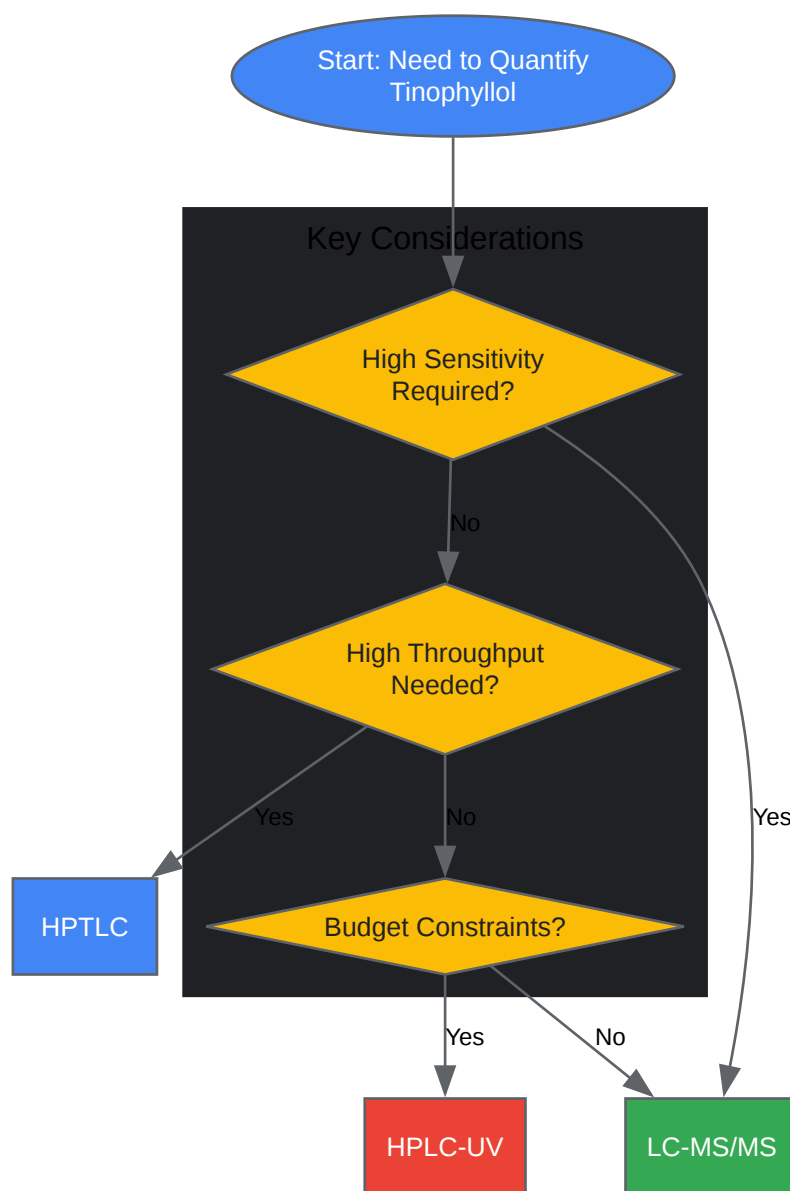 Start: Need to Quantify
Tinophyllol
Key Considerations
High Sensitivity
Required?
No
High Throughput
Needed?
Yes
No
Yes
HPTLC
Budget Constraints?
Yes
No
HPLC-UV
LC-MS/MS